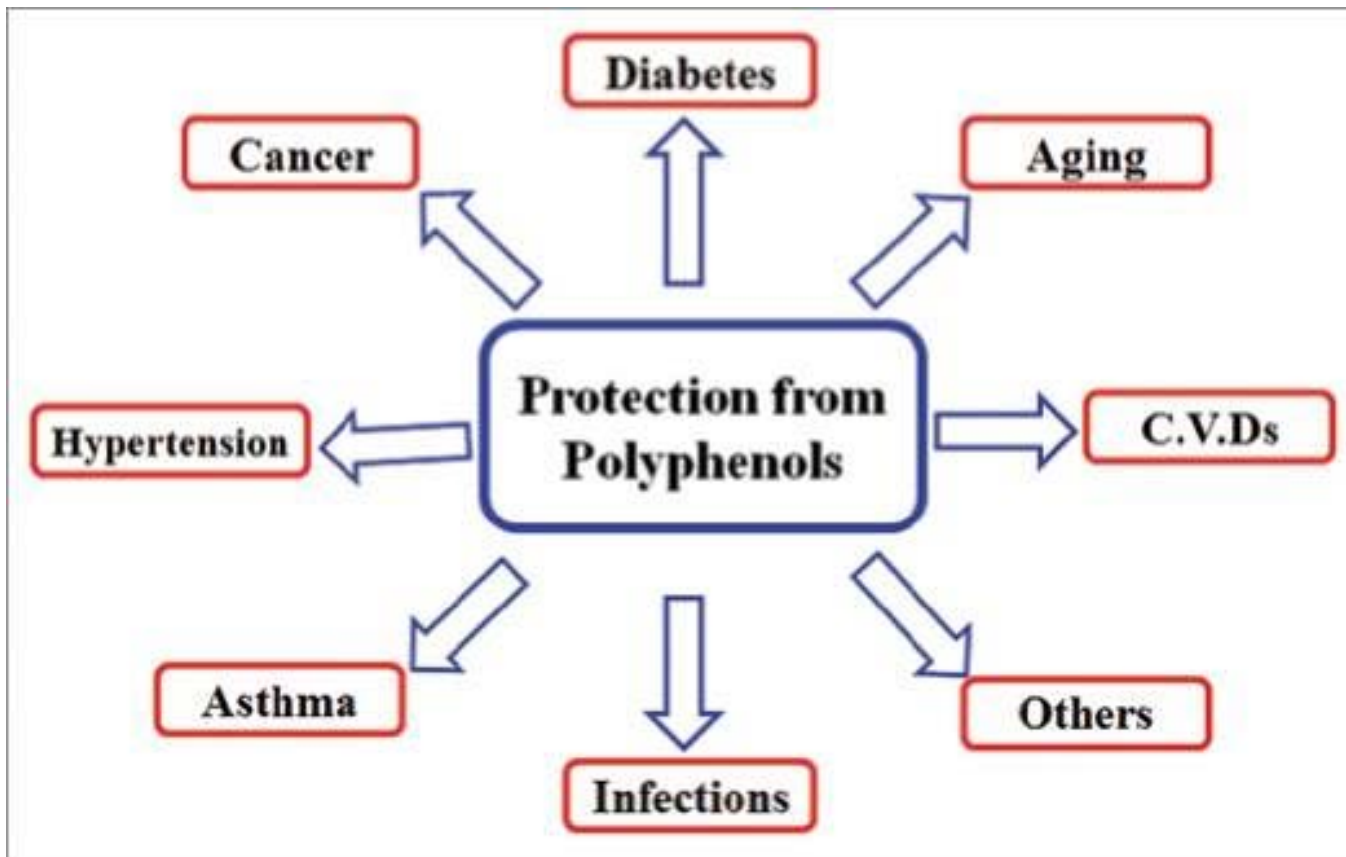 Diabetes
Cancer
Aging
Protection from
Polyphenols
Hypertension
C.V.Ds
Asthma
Others
Infections